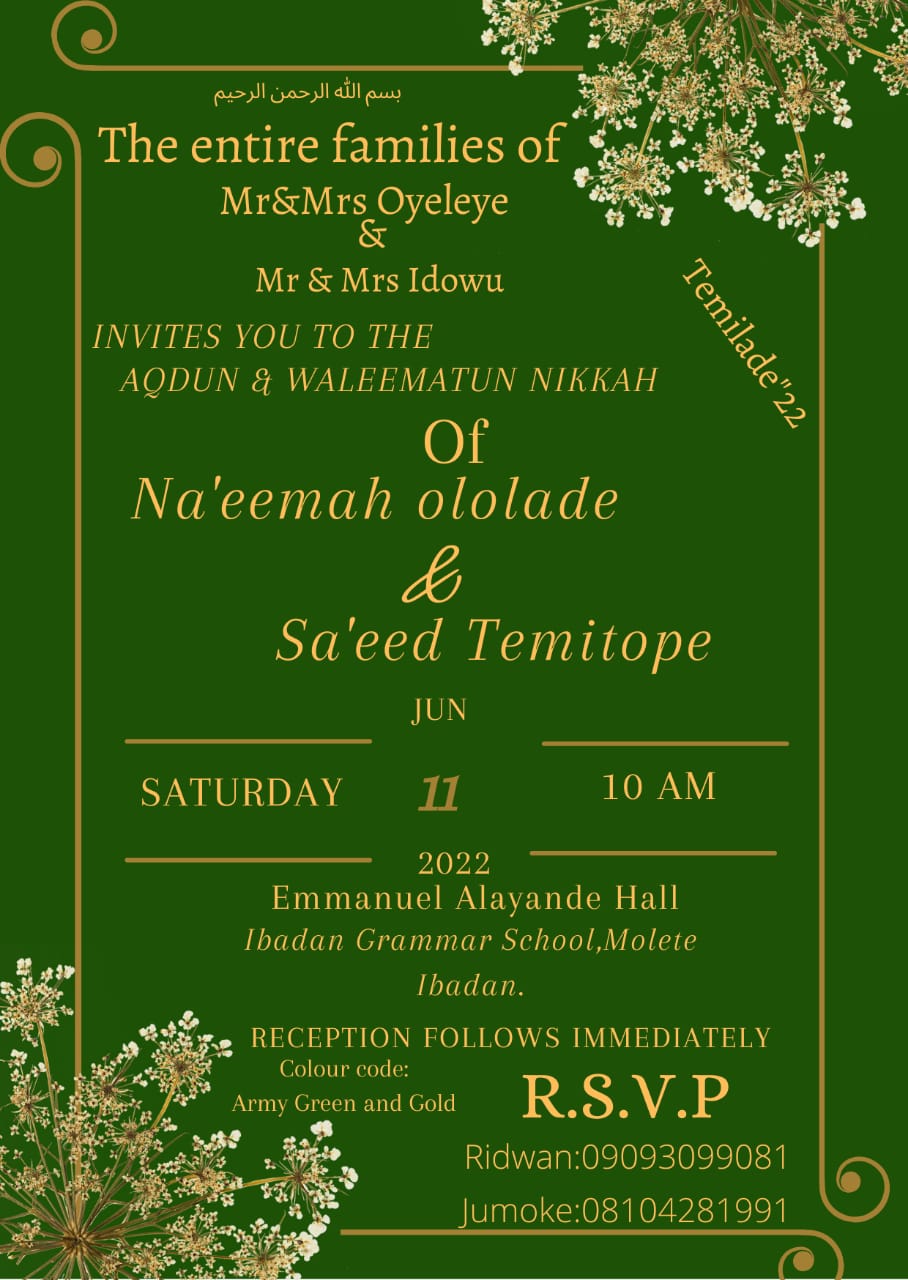 بسم الله الرحمن الرحيم
The entire families of
Mr&Mrs Oyeleye
&
Mr & Mrs Idowu
Temilade"22
INVITES YOU TO THE
AQDUN & WALEEMATUN NIKKAH
Of
Na'eemah ololade
&
Sa'eed Temitope
JUN
SATURDAY
11
10 AM
2022
Emmanuel Alayande Hall
Ibadan Grammar School,Molete
Ibadan.
RECEPTION FOLLOWS IMMEDIATELY
Colour code:
Army Green and Gold
R.S.V.P
Ridwan:09093099081
Jumoke:08104281991